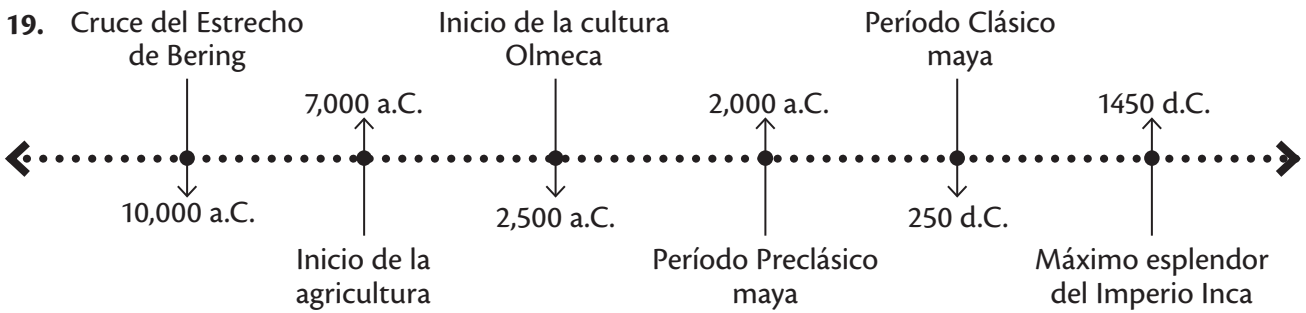 19. Cruce del Estrecho
de Bering
Inicio de la cultura
Olmeca
Período Clásico
maya
7,000 a.C.
2,000 a.C.
1450 d.C.
10,000 a.C.
2,500 a.C.
250 d.C.
Inicio de la
agricultura
Período Preclásico
maya
Máximo esplendor
del Imperio Inca